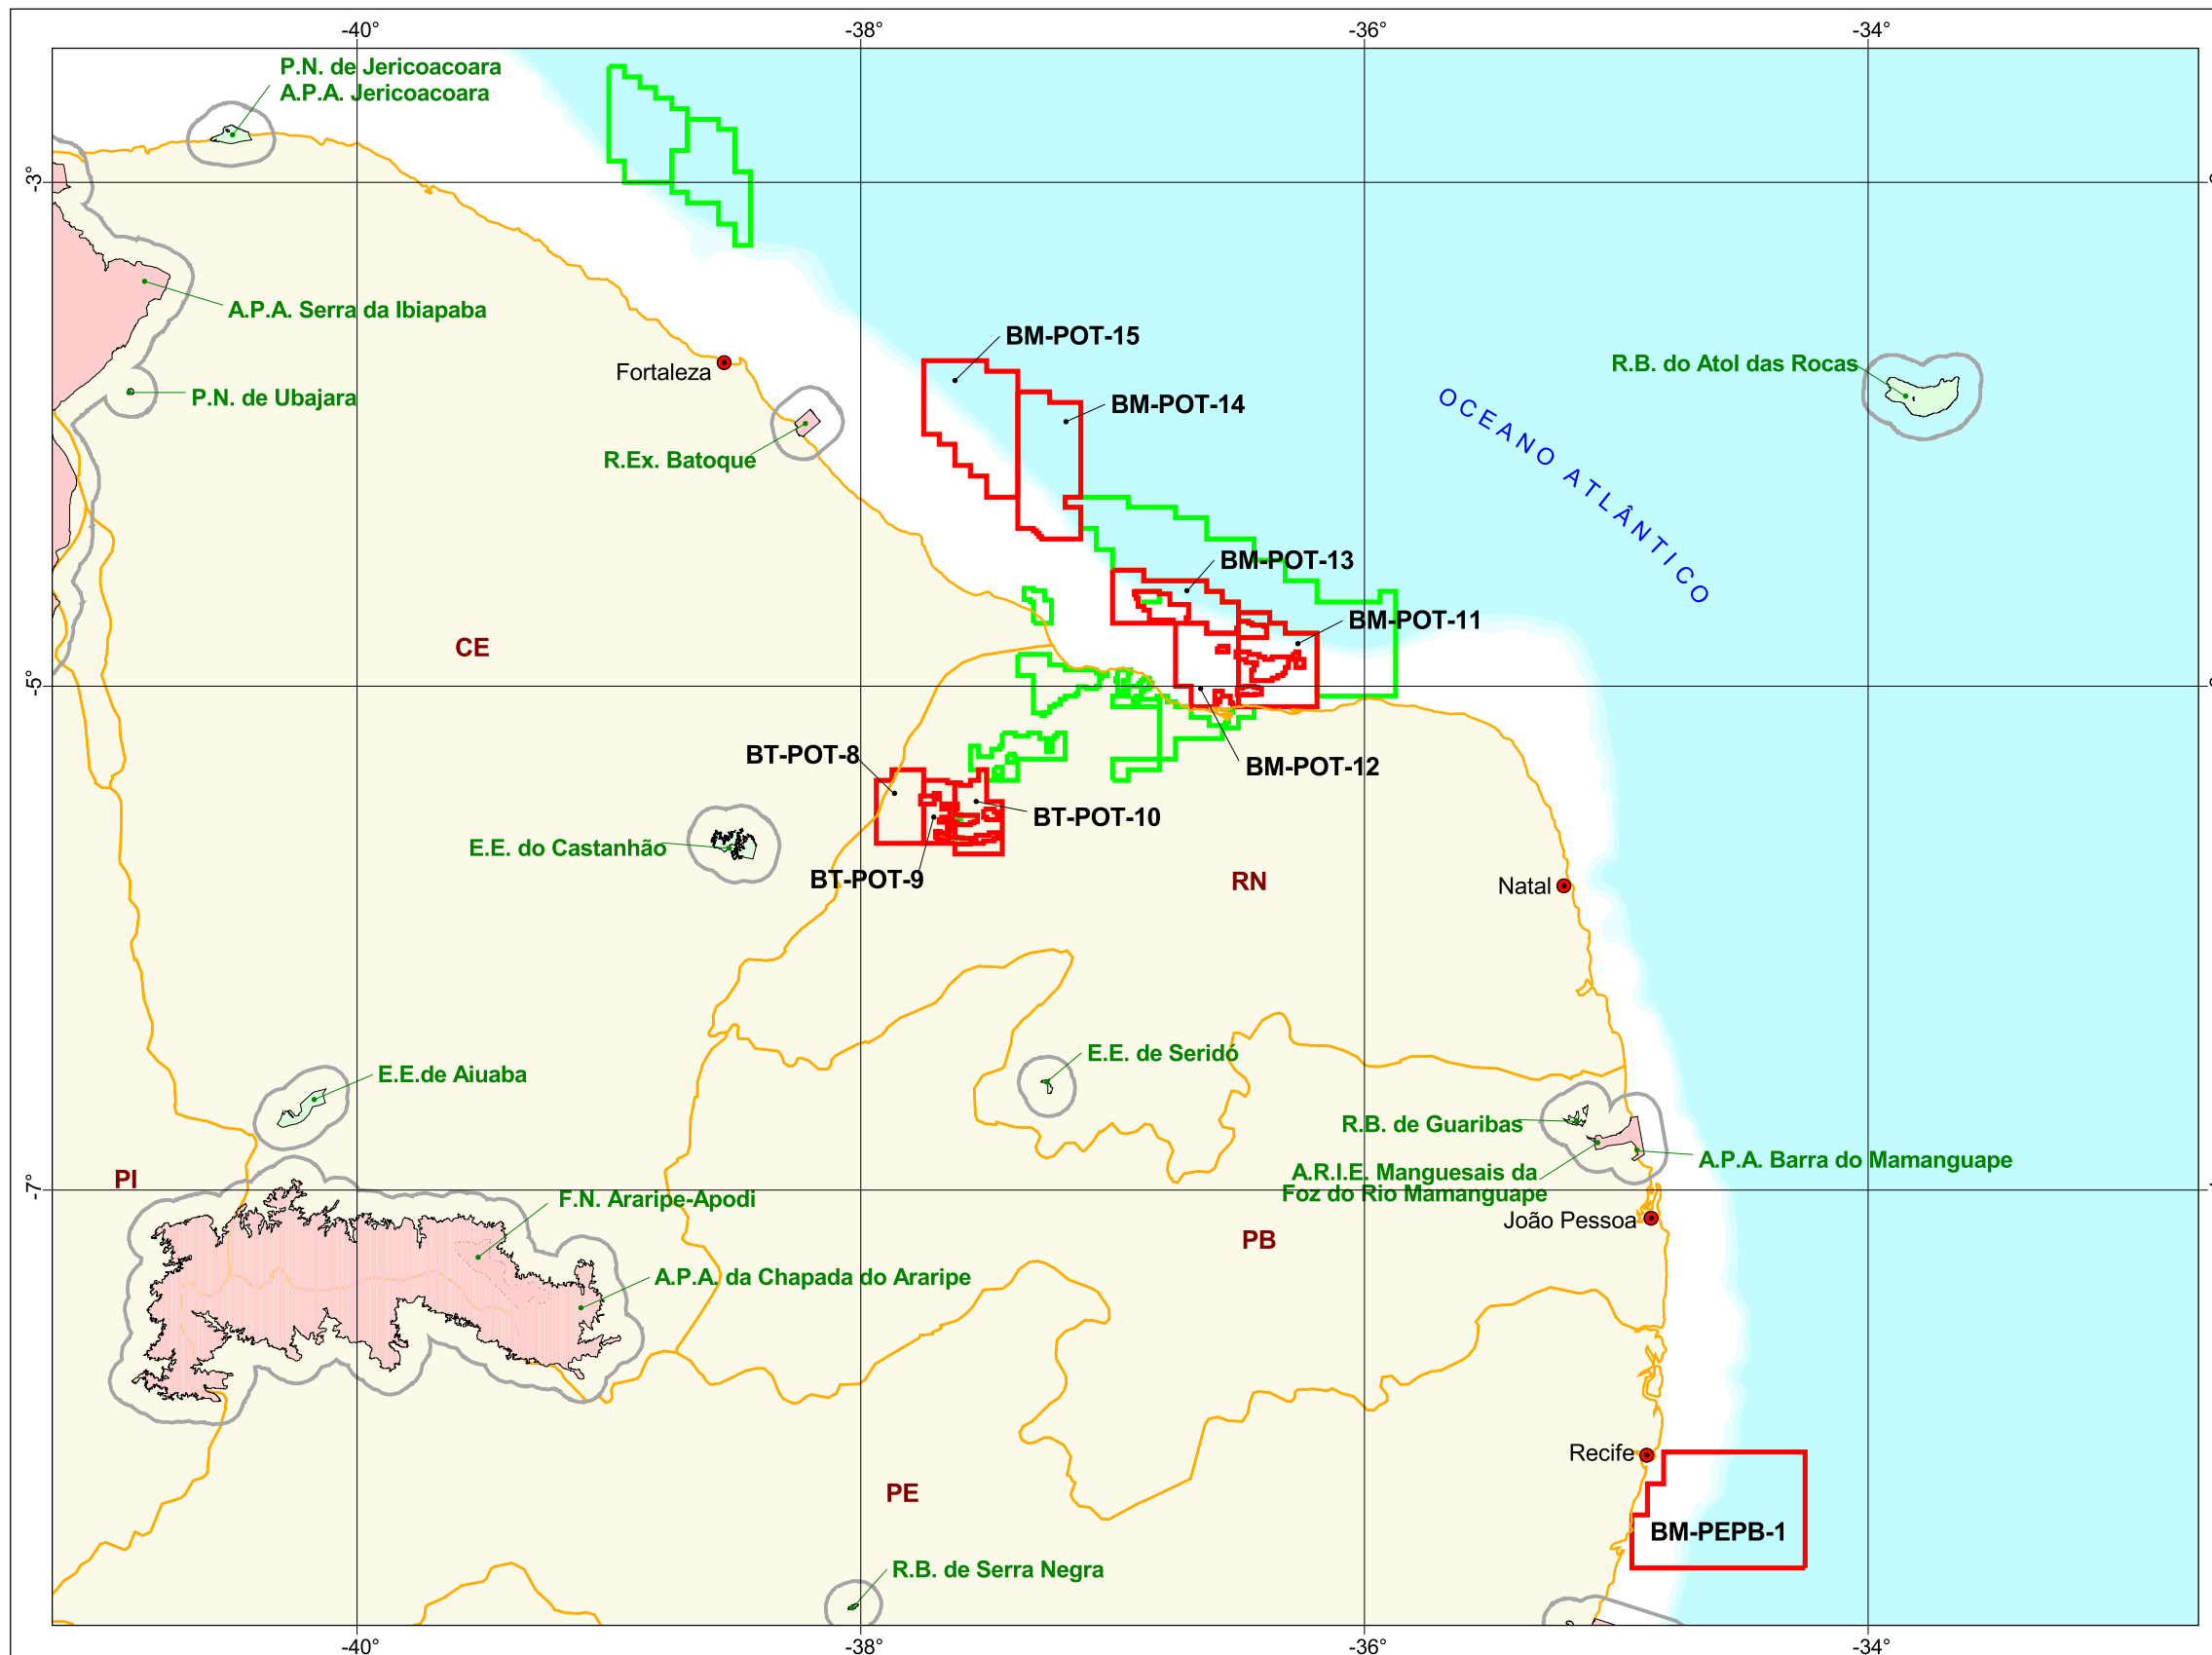 -40°
-38°
-36°
-34°
P.N. de Jericoacoara
A.P.A. Jericoacoara
-3°
A.P.A. Serra da Ibiapaba
BM-POT-15
Fortaleza
R.B. do Atol das Rocas
P.N. de Ubajara
BM-POT-14
OCEANO ATLÂNTICO
R.Ex. Batoque
BM-POT-13
BM-POT-11
CE
-5°
BT-POT-8
BM-POT-12
BT-POT-10
E.E. do Castanhão
BT-POT-9
RN
Natal
E.E. de Seridó
E.E.de Aiuaba
R.B. de Guaribas
A.P.A. Barra do Mamanguape
A.R.I.E. Manguesais da
Foz do Rio Mamanguape
PI
-7°
F.N. Araripe-Apodi
João Pessoa
PB
A.P.A. da Chapada do Araripe
Recife
PE
BM-PEPB-1
R.B. de Serra Negra
-40°
-38°
-36°
-34°